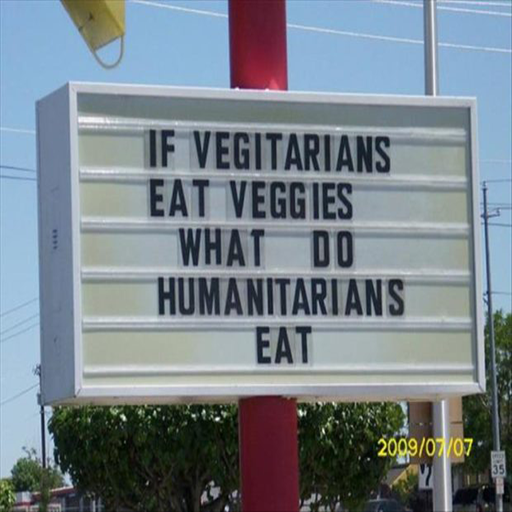 IF VEGITARIANS
EAT VEGGIES
WHAT DO
HUMANITARIANS
EAT
2009/07/07
35